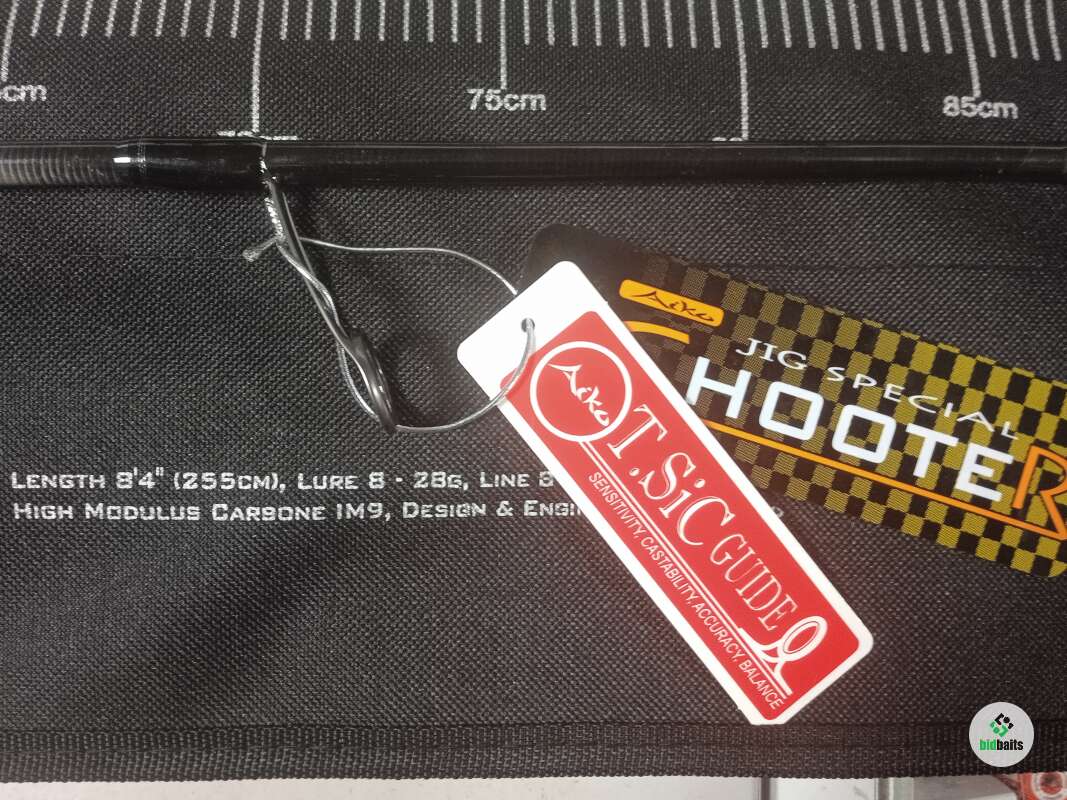 cm
75cm
85cm
Aiko
JIG SPECIAL
HOOTER
Aiko
T.SiC GUIDE
SENSITIVITY, CASTABILITY, ACCURACY, BALANCE
LENGTH 8'4" (255CM), LURE 8 - 28G, LINE
HIGH MODULUS CARBONE IM9, DESIGN &
bidbaits